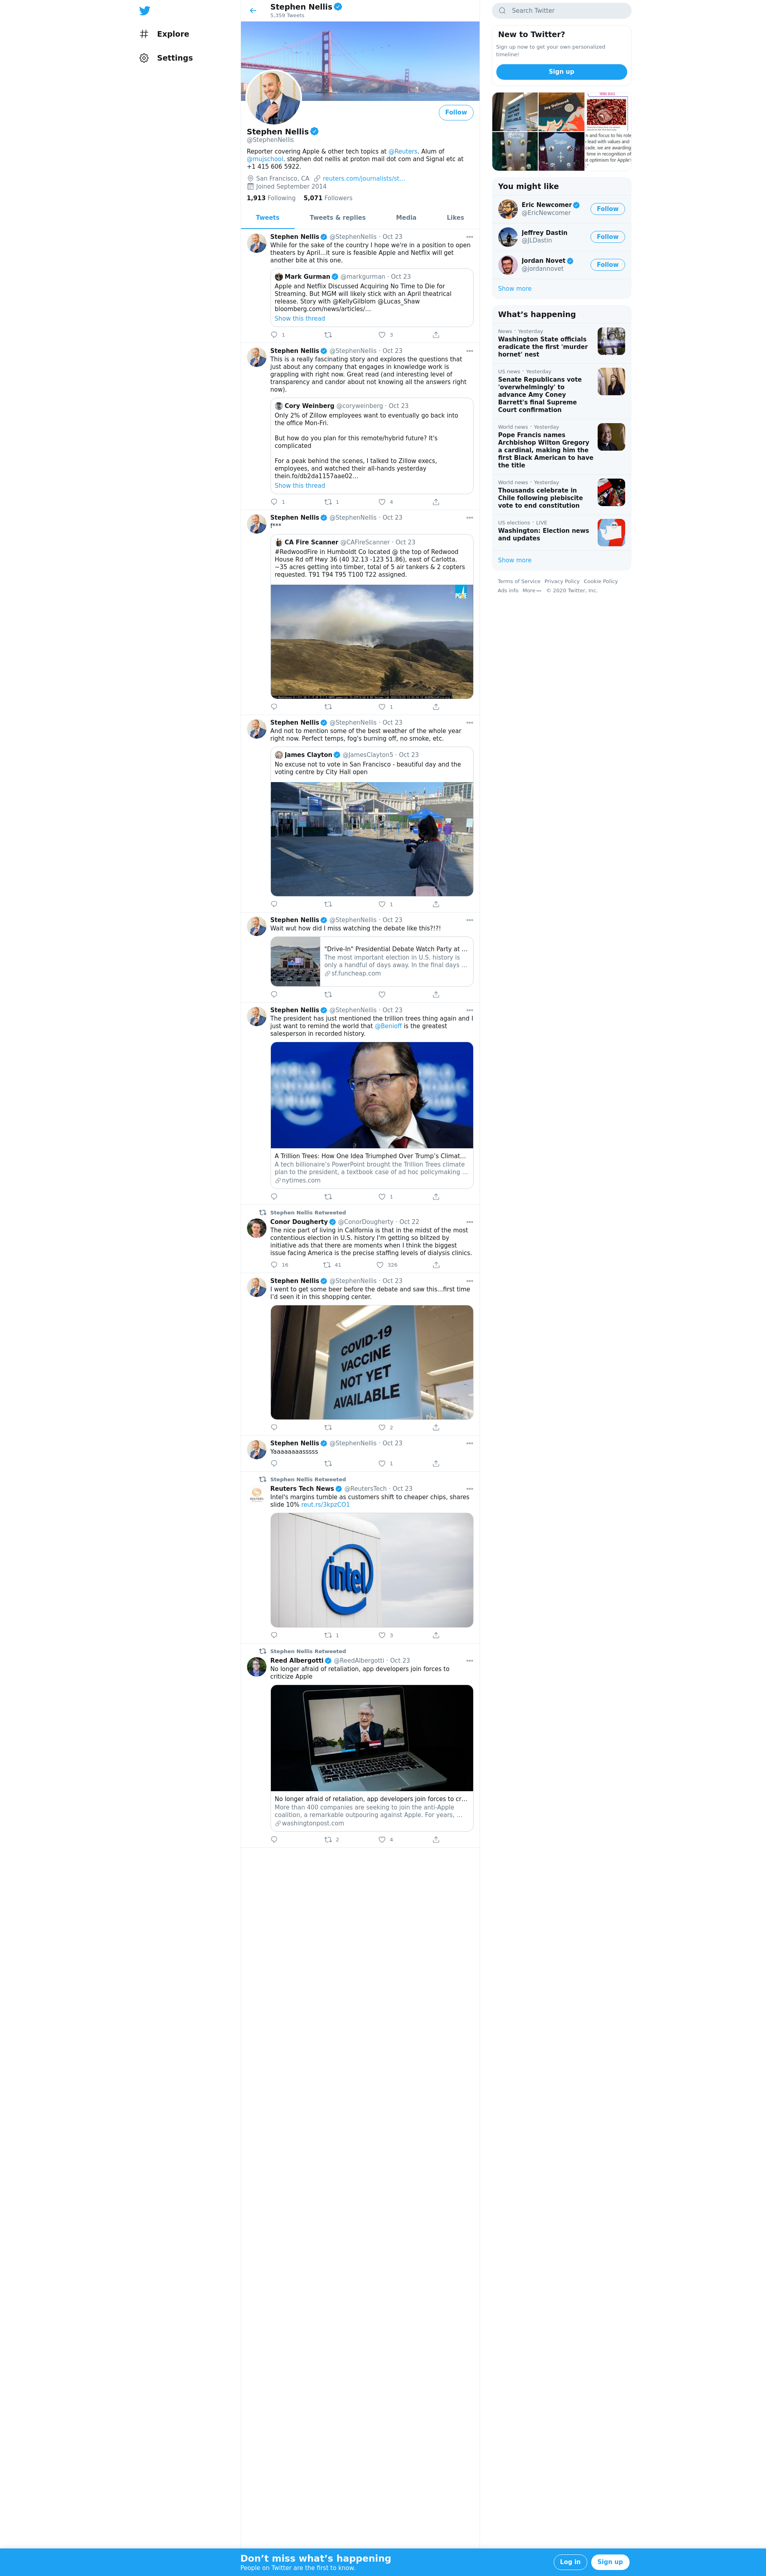 Explore
Settings
Stephen Nellis
5,359 Tweets
Follow
Stephen Nellis
@StephenNellis
Reporter covering Apple & other tech topics at @Reuters. Alum of
@mujschool. stephen dot nellis at proton mail dot com and Signal etc at
+1 415 606 5922.
San Francisco, CA reuters.com/journalists/st…
Joined September 2014
1,913 Following 5,071 Followers
Tweets Tweets & replies Media Likes
Stephen Nellis @StephenNellis · Oct 23
While for the sake of the country I hope we're in a position to open
theaters by April...it sure is feasible Apple and Netflix will get
another bite at this one.
Mark Gurman @markgurman · Oct 23
Apple and Netflix Discussed Acquiring No Time to Die for
Streaming. But MGM will likely stick with an April theatrical
release. Story with @KellyGilblom @Lucas_Shaw
bloomberg.com/news/articles/…
Show this thread
1 3
Stephen Nellis @StephenNellis · Oct 23
This is a really fascinating story and explores the questions that
just about any company that engages in knowledge work is
grappling with right now. Great read (and interesting level of
transparency and candor about not knowing all the answers right
now).
Cory Weinberg @coryweinberg · Oct 23
Only 2% of Zillow employees want to eventually go back into
the office Mon-Fri.
But how do you plan for this remote/hybrid future? It's
complicated
For a peak behind the scenes, I talked to Zillow execs,
employees, and watched their all-hands yesterday
thein.fo/db2da1157aae02…
Show this thread
1 1 4
Stephen Nellis @StephenNellis · Oct 23
f***
CA Fire Scanner @CAFireScanner · Oct 23
#RedwoodFire in Humboldt Co located @ the top of Redwood
House Rd off Hwy 36 (40 32.13 -123 51.86), east of Carlotta.
~35 acres getting into timber, total of 5 air tankers & 2 copters
requested. T91 T94 T95 T100 T22 assigned.
1
Stephen Nellis @StephenNellis · Oct 23
And not to mention some of the best weather of the whole year
right now. Perfect temps, fog's burning off, no smoke, etc.
James Clayton @JamesClayton5 · Oct 23
No excuse not to vote in San Francisco - beautiful day and the
voting centre by City Hall open
1
Stephen Nellis @StephenNellis · Oct 23
Wait wut how did I miss watching the debate like this?!?!
"Drive-In" Presidential Debate Watch Party at …
The most important election in U.S. history is
only a handful of days away. In the final days …
sf.funcheap.com
Stephen Nellis @StephenNellis · Oct 23
The president has just mentioned the trillion trees thing again and I
just want to remind the world that @Benioff is the greatest
salesperson in recorded history.
A Trillion Trees: How One Idea Triumphed Over Trump's Climat…
A tech billionaire's PowerPoint brought the Trillion Trees climate
plan to the president, a textbook case of ad hoc policymaking …
nytimes.com
1
Stephen Nellis Retweeted
Conor Dougherty @ConorDougherty · Oct 22
The nice part of living in California is that in the midst of the most
contentious election in U.S. history I'm getting so blitzed by
initiative ads that there are moments when I think the biggest
issue facing America is the precise staffing levels of dialysis clinics.
16 41 326
Stephen Nellis @StephenNellis · Oct 23
I went to get some beer before the debate and saw this...first time
I'd seen it in this shopping center.
COVID-19
VACCINE
NOT YET
AVAILABLE
2
Stephen Nellis @StephenNellis · Oct 23
Yaaaaaaaasssss
1
Stephen Nellis Retweeted
Reuters Tech News @ReutersTech · Oct 23
Intel's margins tumble as customers shift to cheaper chips, shares
slide 10% reut.rs/3kpzCO1
intel
1 3
Stephen Nellis Retweeted
Reed Albergotti @ReedAlbergotti · Oct 23
No longer afraid of retaliation, app developers join forces to
criticize Apple
No longer afraid of retaliation, app developers join forces to cr…
More than 400 companies are seeking to join the anti-Apple
coalition, a remarkable outpouring against Apple. For years, …
washingtonpost.com
2 4
Search Twitter
New to Twitter?
Sign up now to get your own personalized
timeline!
Sign up
You might like
Eric Newcomer
@EricNewcomer
Follow
Jeffrey Dastin
@JLDastin
Follow
Jordan Novet
@jordannovet
Follow
Show more
What's happening
News · Yesterday
Washington State officials
eradicate the first 'murder
hornet' nest
US news · Yesterday
Senate Republicans vote
'overwhelmingly' to
advance Amy Coney
Barrett's final Supreme
Court confirmation
World news · Yesterday
Pope Francis names
Archbishop Wilton Gregory
a cardinal, making him the
first Black American to have
the title
World news · Yesterday
Thousands celebrate in
Chile following plebiscite
vote to end constitution
US elections · LIVE
Washington: Election news
and updates
Show more
Terms of Service Privacy Policy Cookie Policy
Ads info More © 2020 Twitter, Inc.
Don't miss what's happening
People on Twitter are the first to know.
Log in Sign up